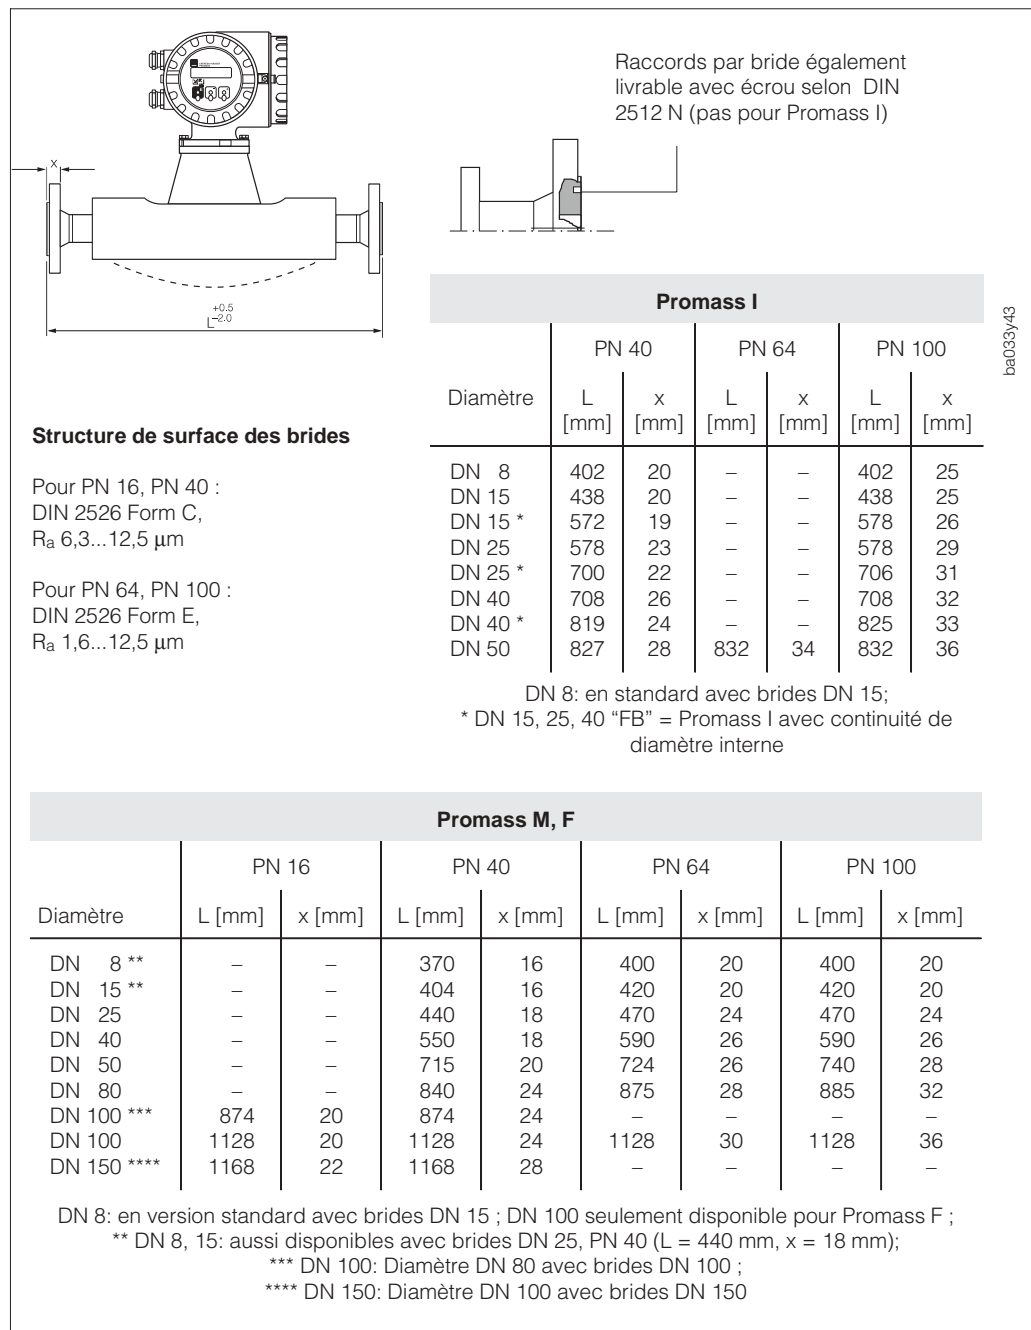 Raccords par bride également
livrable avec écrou selon DIN
2512 N (pas pour Promass I)
x
+0.5
L–2.0
ba033y43
Structure de surface des brides
Pour PN 16, PN 40 :
DIN 2526 Form C,
Ra 6,3...12,5 µm
Pour PN 64, PN 100 :
DIN 2526 Form E,
Ra 1,6...12,5 µm
Promass I
PN 40 PN 64 PN 100
Diamètre L [mm] x [mm] L [mm] x [mm] L [mm] x [mm]
DN 8 402 20 – – 402 25
DN 15 438 20 – – 438 25
DN 15 * 572 19 – – 578 26
DN 25 578 23 – – 578 29
DN 25 * 700 22 – – 706 31
DN 40 708 26 – – 708 32
DN 40 * 819 24 – – 825 33
DN 50 827 28 832 34 832 36
DN 8: en standard avec brides DN 15;
* DN 15, 25, 40 “FB” = Promass I avec continuité de
diamètre interne
Promass M, F
PN 16 PN 40 PN 64 PN 100
Diamètre L [mm] x [mm] L [mm] x [mm] L [mm] x [mm] L [mm] x [mm]
DN 8 ** – – 370 16 400 20 400 20
DN 15 ** – – 404 16 420 20 420 20
DN 25 – – 440 18 470 24 470 24
DN 40 – – 550 18 590 26 590 26
DN 50 – – 715 20 724 26 740 28
DN 80 – – 840 24 875 28 885 32
DN 100 *** 874 20 874 24 – – – –
DN 100 1128 20 1128 24 1128 30 1128 36
DN 150 **** 1168 22 1168 28 – – – –
DN 8: en version standard avec brides DN 15 ; DN 100 seulement disponible pour Promass F ;
** DN 8, 15: aussi disponibles avec brides DN 25, PN 40 (L = 440 mm, x = 18 mm);
*** DN 100: Diamètre DN 80 avec brides DN 100 ;
**** DN 150: Diamètre DN 100 avec brides DN 150